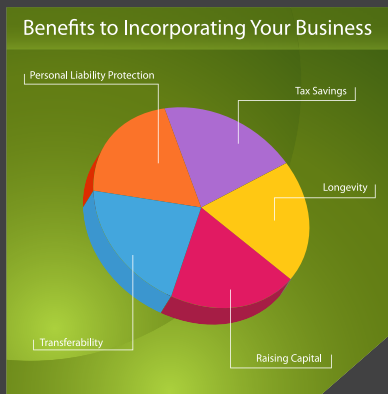 Benefits to Incorporating Your Business
Personal Liability Protection
Tax Savings
Longevity
Transferability
Raising Capital